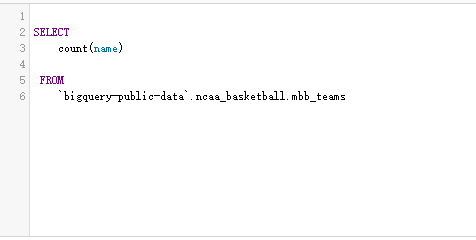 1
2 SELECT
3 count(name)
4
5 FROM
6 `bigquery-public-data`.ncaa_basketball.mbb_teams